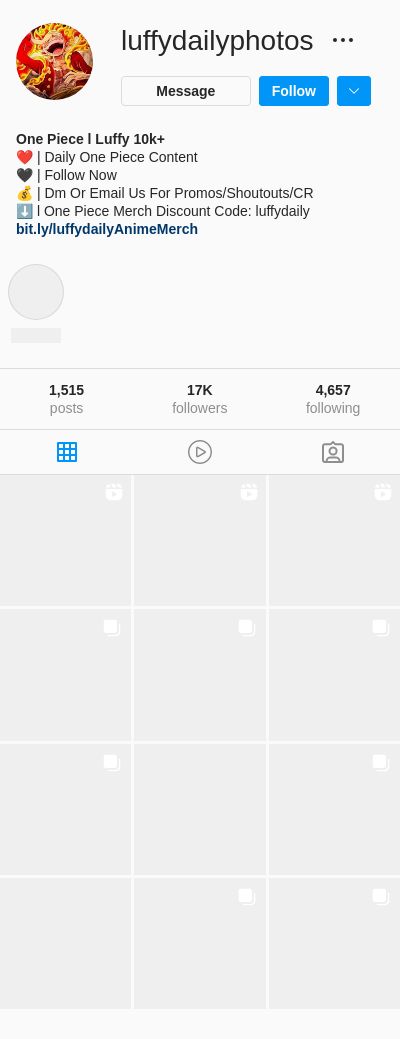 luffydailyphotos
Message
Follow
One Piece l Luffy 10k+
❤️ | Daily One Piece Content
🖤 | Follow Now
💰 | Dm Or Email Us For Promos/Shoutouts/CR
⬇️ l One Piece Merch Discount Code: luffydaily
bit.ly/luffydailyAnimeMerch
1,515 17K 4,657
posts followers following